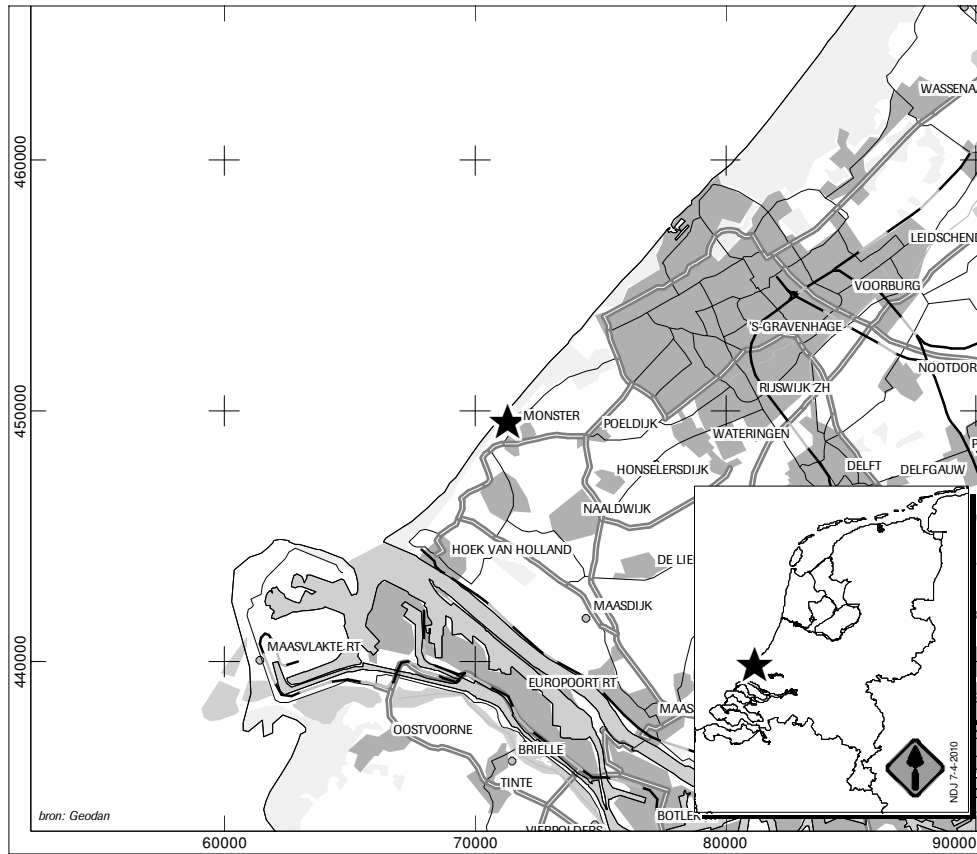 WASSENA
460000
LEIDSCHEND
VOORBURG
'S-GRAVENHAGE
NOOTDOR
RIJSWIJK ZH
450000
MONSTER
POELDIJK
WATERINGEN
DELFT
DELFGAUW
P
HONSELERSDIJK
NAALDWIJK
HOEK VAN HOLLAND
DE LIE
MAASDIJK
MAASVLAKTE RT
440000
EUROPOORT RT
MAAS
OOSTVOORNE
BRIELLE
TINTE
BOTLEK R
VIERPOLDERS
NDJ 7-4-2010
bron: Geodan
60000
70000
80000
90000